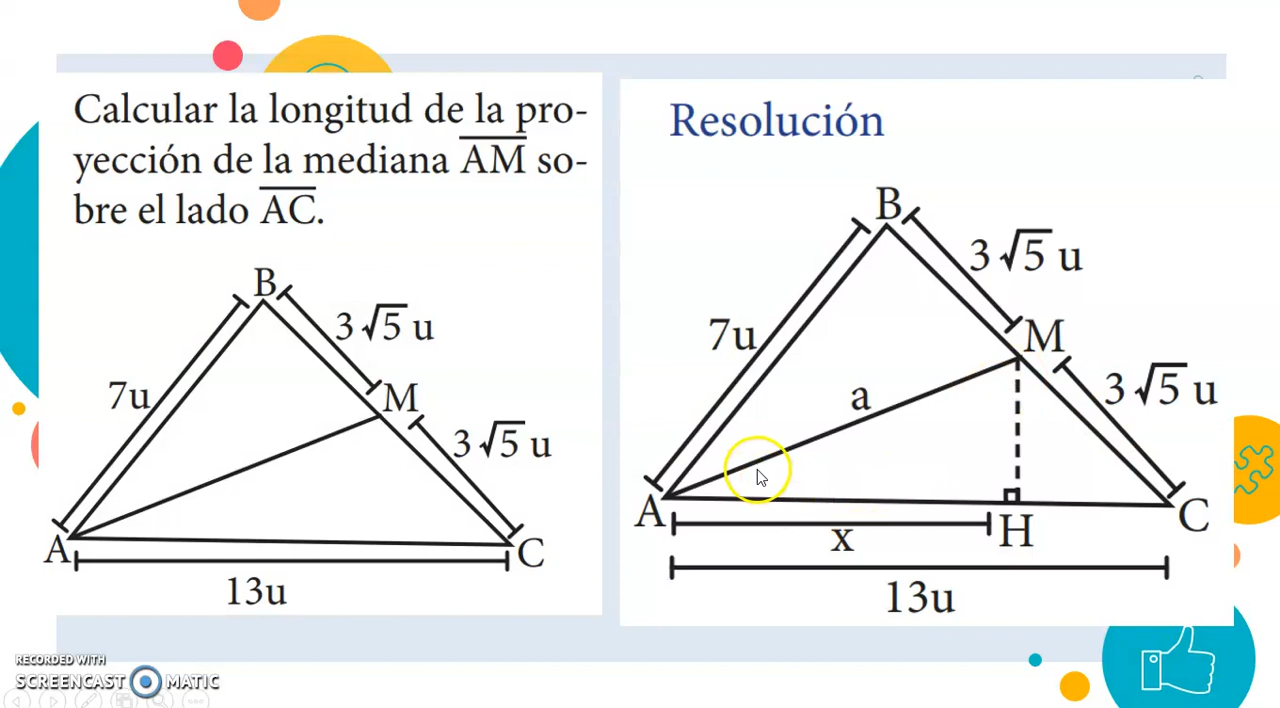 Calcular la longitud de la pro-
yección de la mediana AM so-
bre el lado AC.
B
3√5 u
7u
M
3√5 u
A
C
13u
Resolución
B
3√5 u
7u
M
a
3√5 u
A
C
x
H
13u
RECORDED WITH
SCREENCAST MATIC